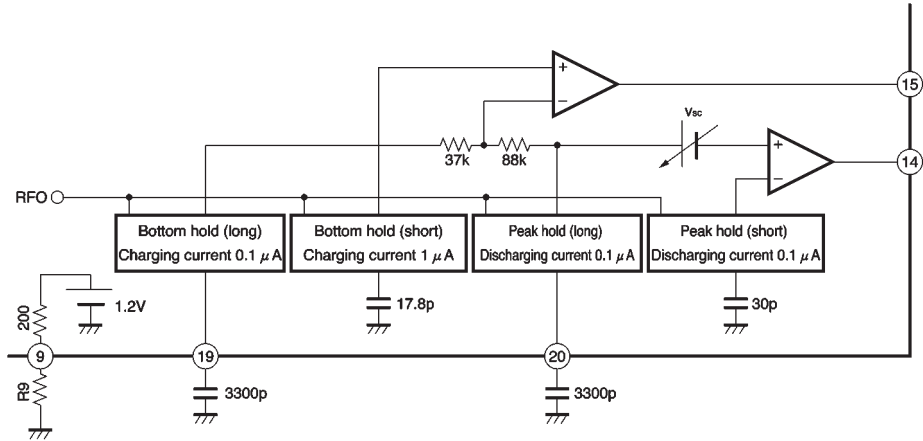 +
−
15
Vsc
37k
88k
+
−
14
RFO
Bottom hold (long)
Charging current 0.1 μA
Bottom hold (short)
Charging current 1 μA
Peak hold (long)
Discharging current 0.1 μA
Peak hold (short)
Discharging current 0.1 μA
200
1.2V
17.8p
30p
9
19
20
R9
3300p
3300p